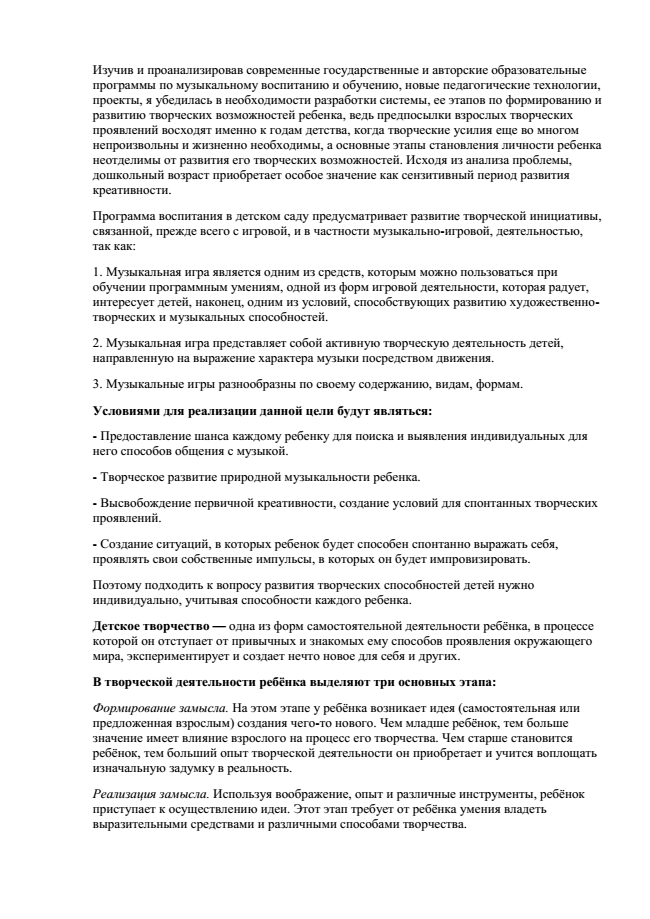 Изучив и проанализировав современные государственные и авторские образовательные
программы по музыкальному воспитанию и обучению, новые педагогические технологии,
проекты, я убедилась в необходимости разработки системы, ее этапов по формированию и
развитию творческих возможностей ребенка, ведь предпосылки взрослых творческих
проявлений восходят именно к годам детства, когда творческие усилия еще во многом
непроизвольны и жизненно необходимы, а основные этапы становления личности ребенка
неотделимы от развития его творческих возможностей. Исходя из анализа проблемы,
дошкольный возраст приобретает особое значение как сензитивный период развития
креативности.
Программа воспитания в детском саду предусматривает развитие творческой инициативы,
связанной, прежде всего с игровой, и в частности музыкально-игровой, деятельностью,
так как:
1. Музыкальная игра является одним из средств, которым можно пользоваться при
обучении программным умениям, одной из форм игровой деятельности, которая радует,
интересует детей, наконец, одним из условий, способствующих развитию художественно-
творческих и музыкальных способностей.
2. Музыкальная игра представляет собой активную творческую деятельность детей,
направленную на выражение характера музыки посредством движения.
3. Музыкальные игры разнообразны по своему содержанию, видам, формам.
Условиями для реализации данной цели будут являться:
- Предоставление шанса каждому ребенку для поиска и выявления индивидуальных для
него способов общения с музыкой.
- Творческое развитие природной музыкальности ребенка.
- Высвобождение первичной креативности, создание условий для спонтанных творческих
проявлений.
- Создание ситуаций, в которых ребенок будет способен спонтанно выражать себя,
проявлять свои собственные импульсы, в которых он будет импровизировать.
Поэтому подходить к вопросу развития творческих способностей детей нужно
индивидуально, учитывая способности каждого ребенка.
Детское творчество — одна из форм самостоятельной деятельности ребёнка, в процессе
которой он отступает от привычных и знакомых ему способов проявления окружающего
мира, экспериментирует и создает нечто новое для себя и других.
В творческой деятельности ребёнка выделяют три основных этапа:
Формирование замысла. На этом этапе у ребёнка возникает идея (самостоятельная или
предложенная взрослым) создания чего-то нового. Чем младше ребёнок, тем больше
значение имеет влияние взрослого на процесс его творчества. Чем старше становится
ребёнок, тем больший опыт творческой деятельности он приобретает и учится воплощать
изначальную задумку в реальность.
Реализация замысла. Используя воображение, опыт и различные инструменты, ребёнок
приступает к осуществлению идеи. Этот этап требует от ребёнка умения владеть
выразительными средствами и различными способами творчества.